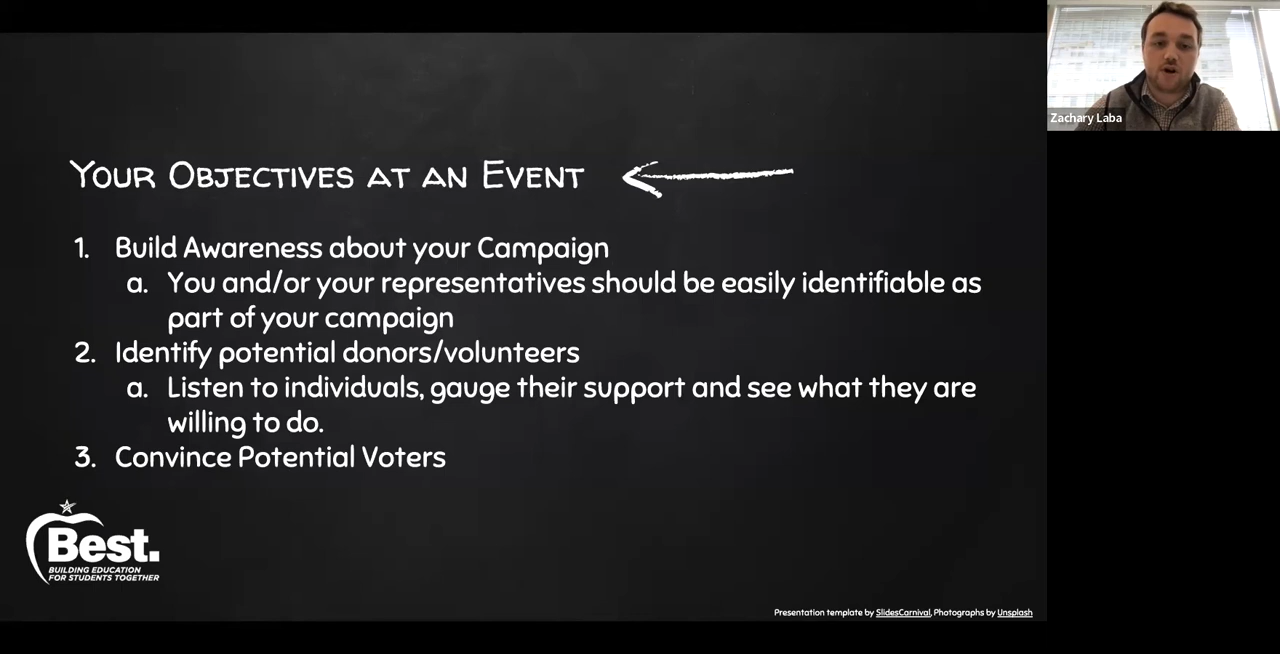 Zachary Laba
Your Objectives at an Event
1. Build Awareness about your Campaign
a. You and/or your representatives should be easily identifiable as
part of your campaign
2. Identify potential donors/volunteers
a. Listen to individuals, gauge their support and see what they are
willing to do.
3. Convince Potential Voters
Best.
BUILDING EDUCATION
FOR STUDENTS TOGETHER
Presentation template by SlidesCarnival, Photographs by Unsplash